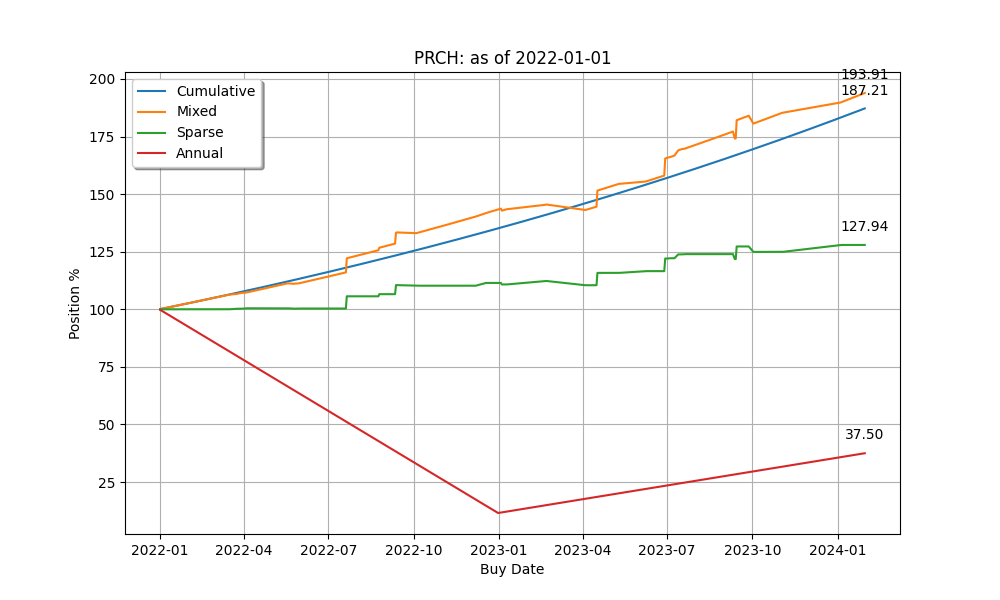 PRCH: as of 2022-01-01
Cumulative
Mixed
Sparse
Annual
193.91
187.21
127.94
37.50
200
175
150
125
100
75
50
25
Position %
2022-01 2022-04 2022-07 2022-10 2023-01 2023-04 2023-07 2023-10 2024-01
Buy Date